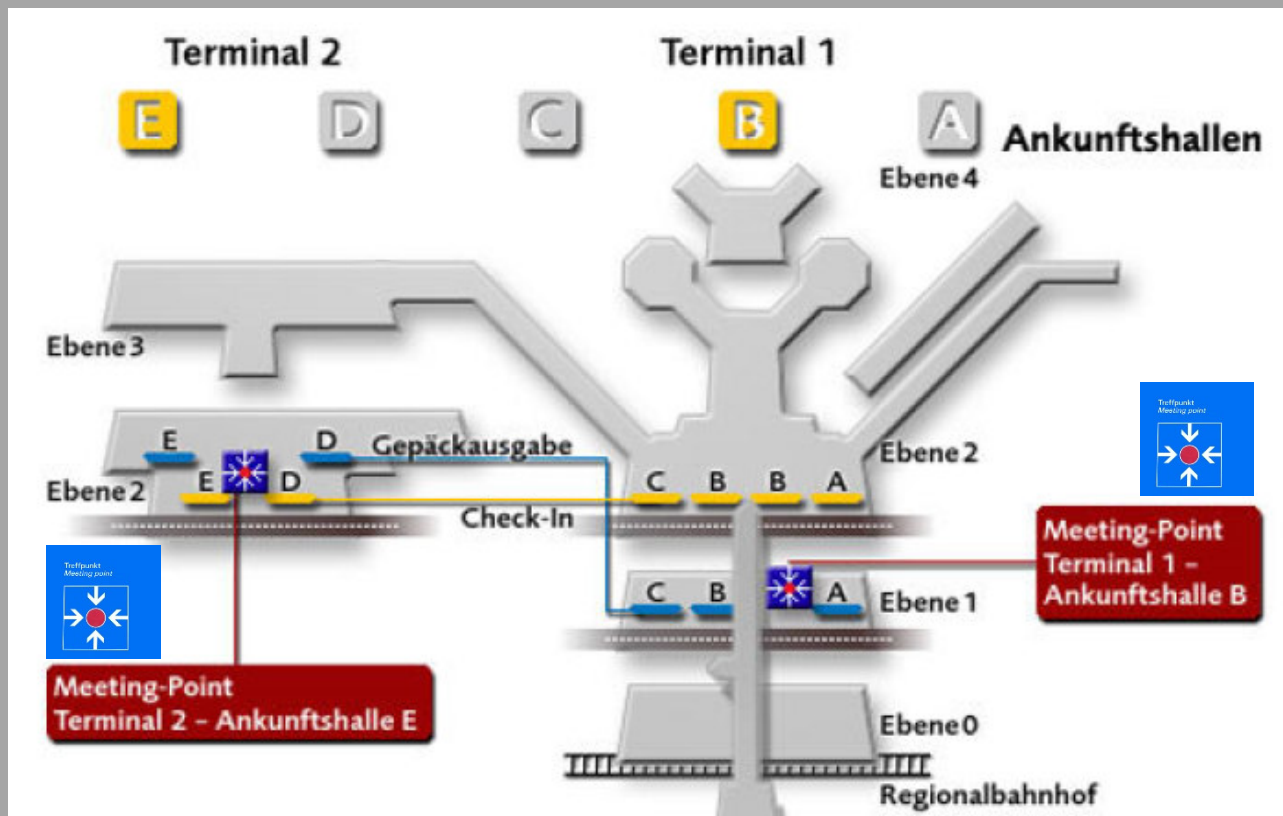 Terminal 2
Terminal 1
E
D
C
B
A
Ankunftshallen
Ebene 4
Ebene 3
Treffpunkt
Meeting point
E
D
Gepäckausgabe
Ebene 2
Ebene 2
E
D
C
B
B
A
Check-In
Meeting-Point
Terminal 1 –
Ankunftshalle B
Treffpunkt
Meeting point
C
B
A
Ebene 1
Meeting-Point
Terminal 2 – Ankunftshalle E
Ebene 0
Regionalbahnhof